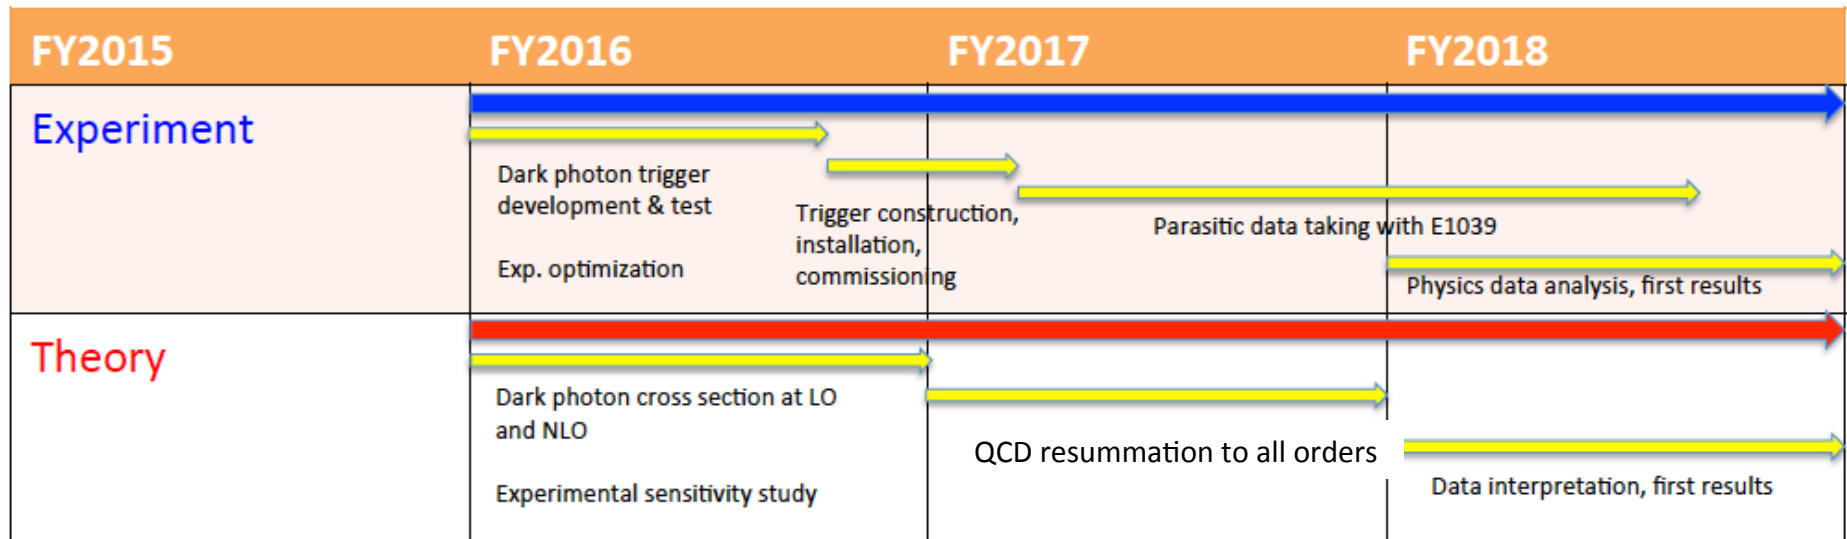 FY2015 FY2016 FY2017 FY2018
Experiment
Dark photon trigger
development & test
Exp. optimization
Trigger construction,
installation,
commissioning
Parasitic data taking with E1039
Physics data analysis, first results
Theory
Dark photon cross section at LO
and NLO
Experimental sensitivity study
QCD resummation to all orders
Data interpretation, first results